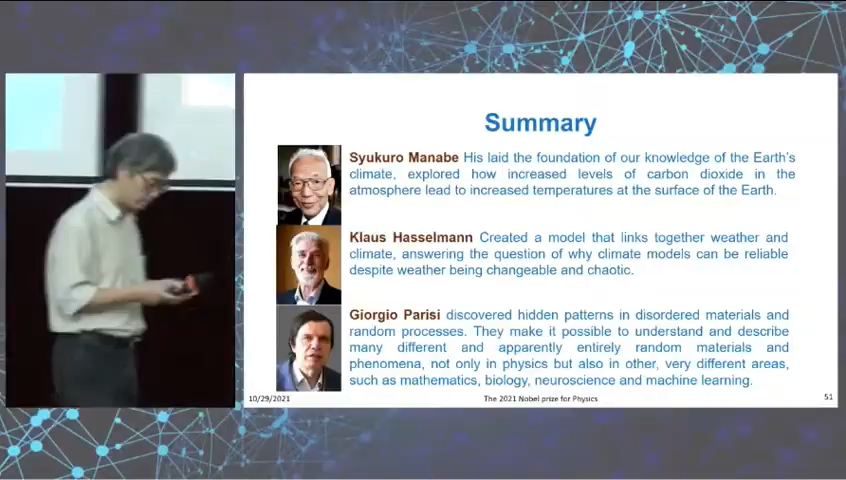 Summary
Syukuro Manabe His laid the foundation of our knowledge of the Earth's
climate, explored how increased levels of carbon dioxide in the
atmosphere lead to increased temperatures at the surface of the Earth.
Klaus Hasselmann Created a model that links together weather and
climate, answering the question of why climate models can be reliable
despite weather being changeable and chaotic.
Giorgio Parisi discovered hidden patterns in disordered materials and
random processes. They make it possible to understand and describe
many different and apparently entirely random materials and
phenomena, not only in physics but also in other, very different areas,
such as mathematics, biology, neuroscience and machine learning.
10/29/2021
The 2021 Nobel prize for Physics
51